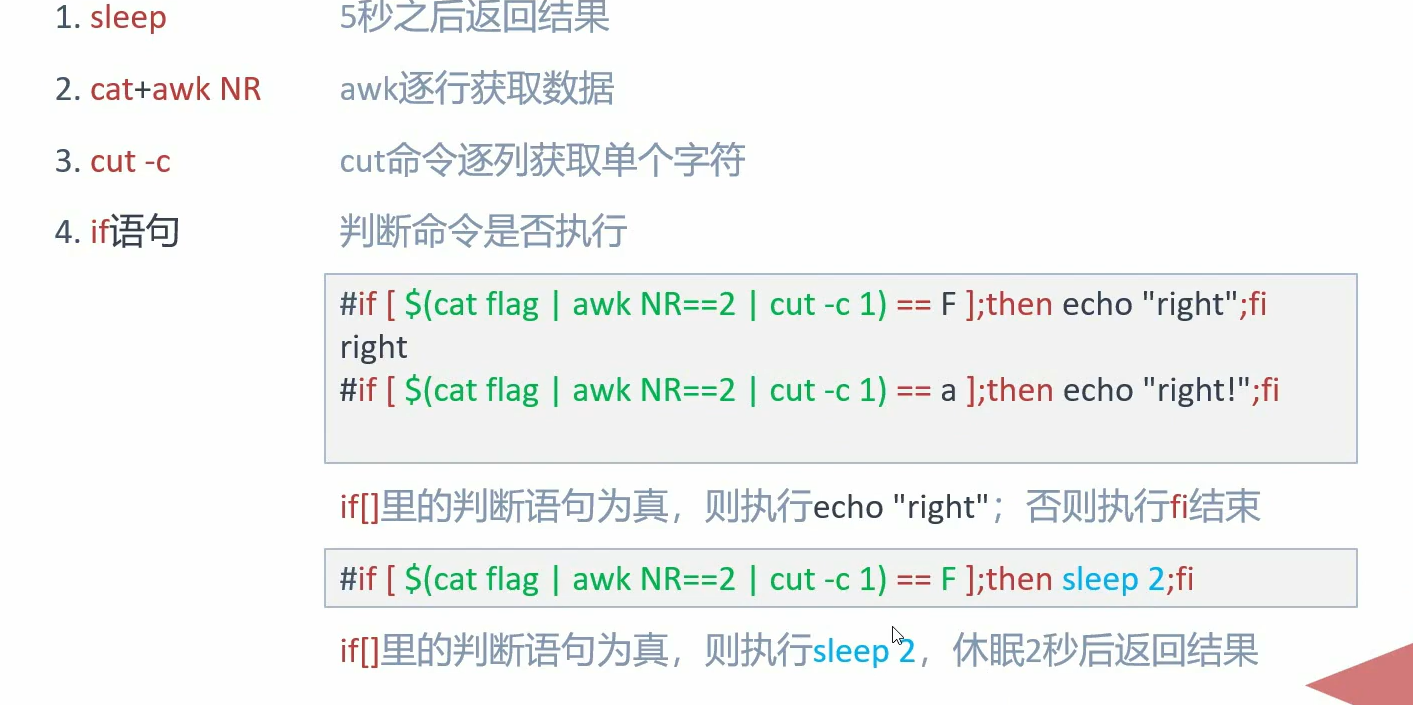 1. sleep 5秒之后返回结果
2. cat+awk NR awk逐行获取数据
3. cut -c cut命令逐列获取单个字符
4. if语句 判断命令是否执行
#if [ $(cat flag | awk NR==2 | cut -c 1) == F ];then echo "right";fi
right
#if [ $(cat flag | awk NR==2 | cut -c 1) == a ];then echo "right!";fi
if[]里的判断语句为真，则执行echo "right"；否则执行fi结束
#if [ $(cat flag | awk NR==2 | cut -c 1) == F ];then sleep 2;fi
if[]里的判断语句为真，则执行sleep 2，休眠2秒后返回结果